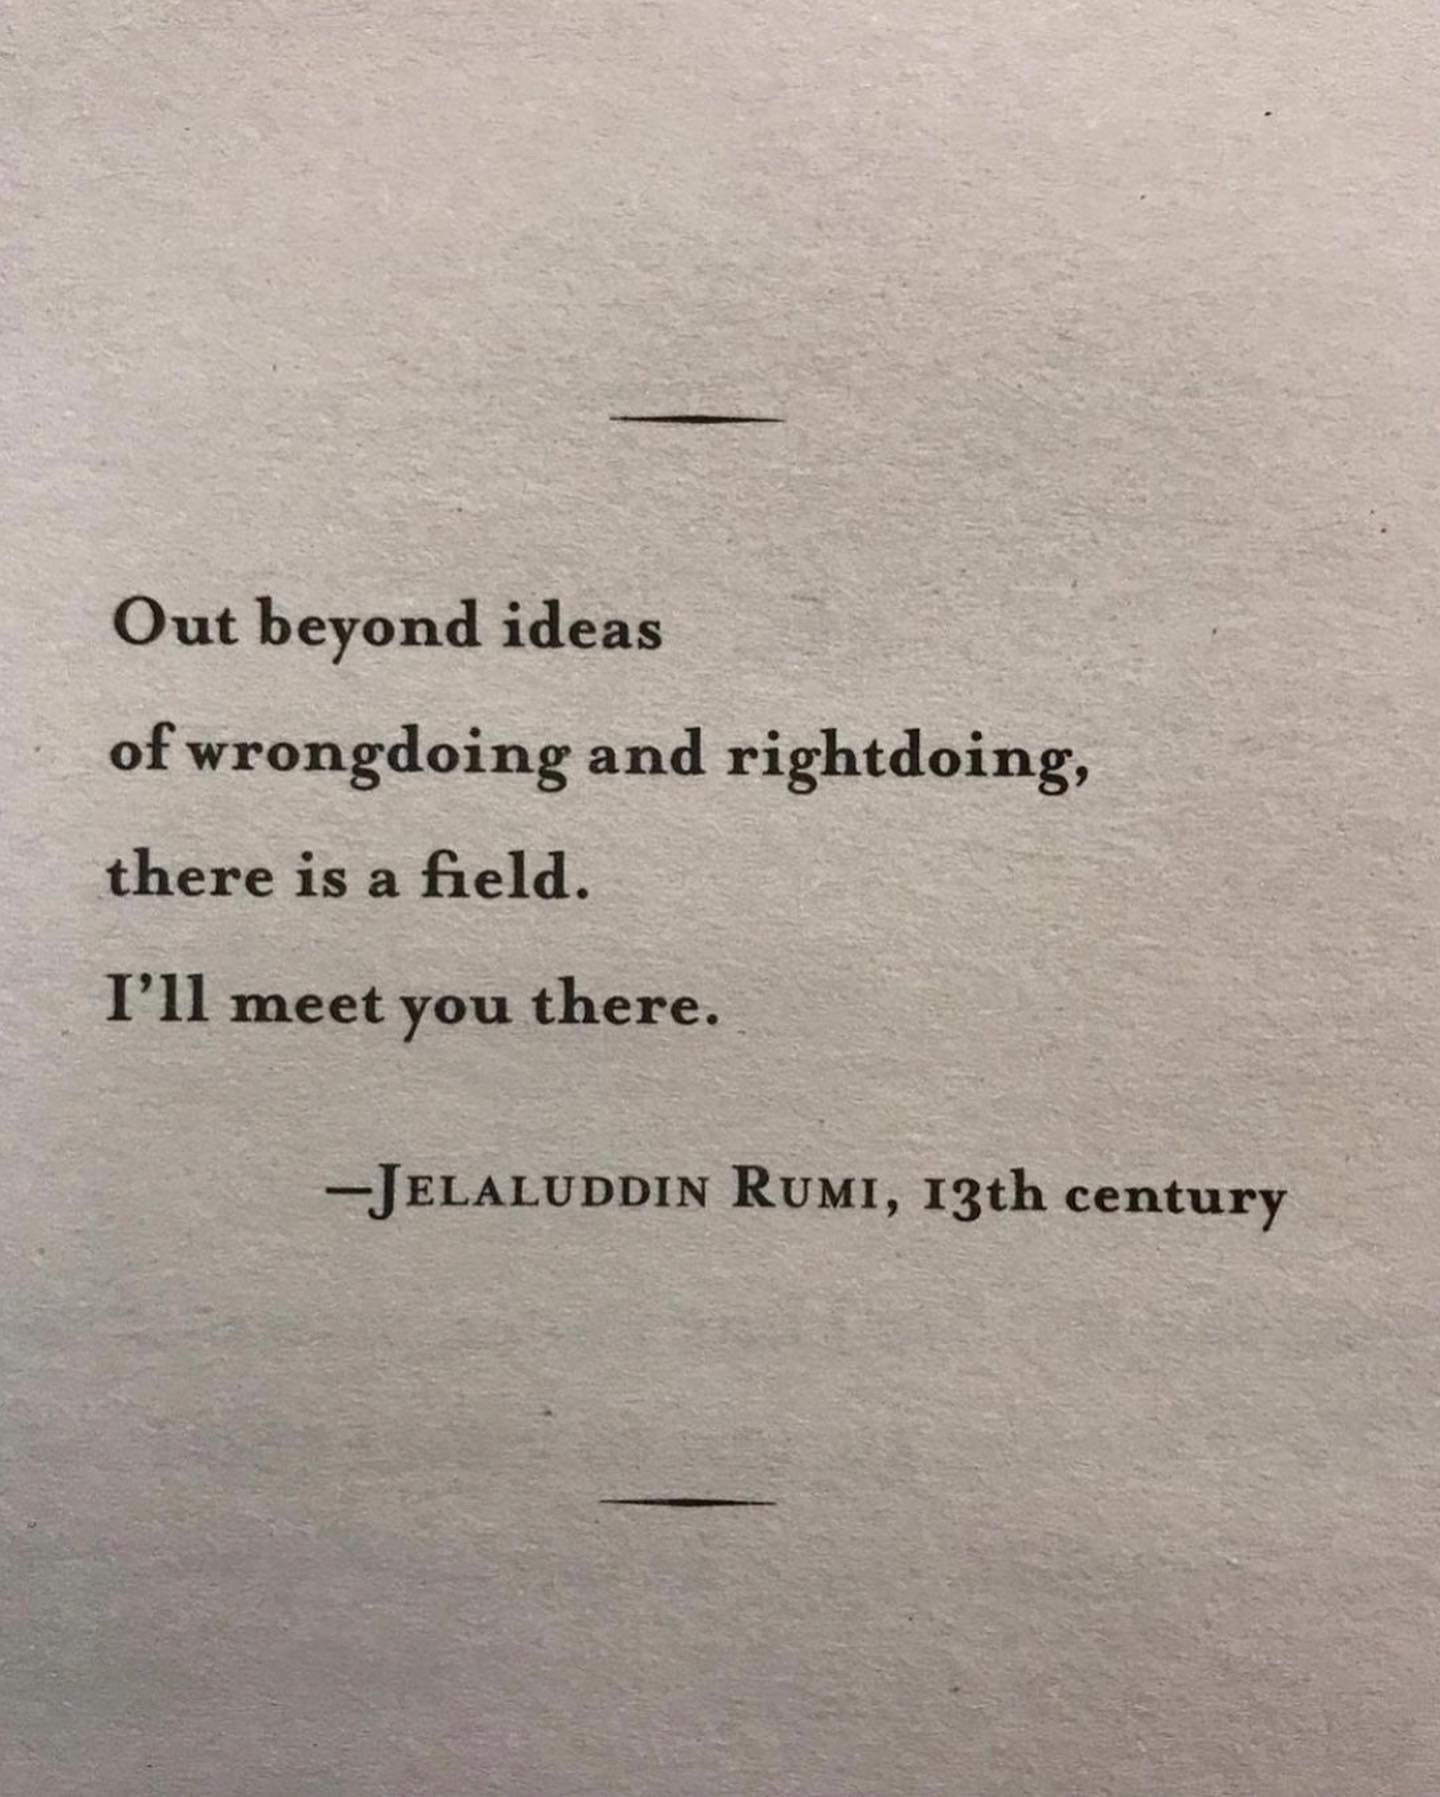 Out beyond ideas
of wrongdoing and rightdoing,
there is a field.
I’ll meet you there.
—Jelaluddin Rumi, 13th century